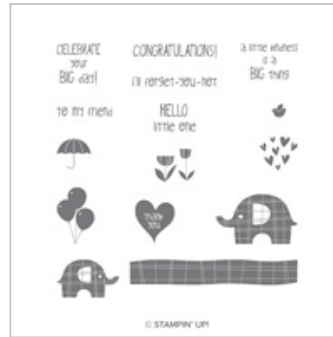 CELEBRATE
your
BIG day!
CONGRATULATIONS!
a little kindness
is a
BIG thing
i'll forget-you-not
to my friend
HELLO
little one
thank
you
© STAMPIN' UP!